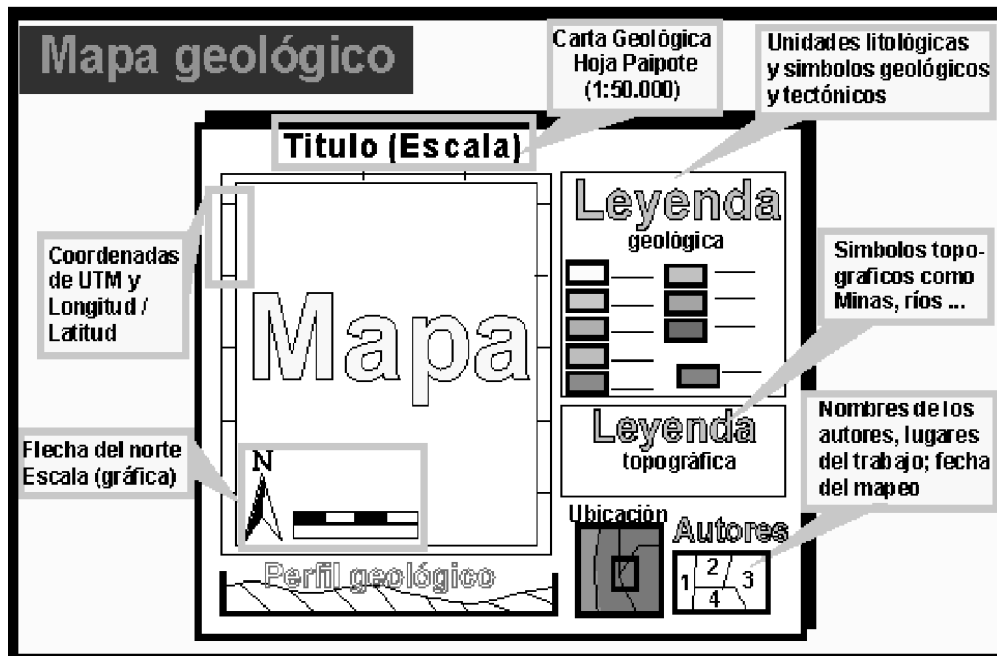 Mapa geológico
Carta Geológica
Hoja Paipote
(1:50.000)
Unidades litológicas
y simbolos geológicos
y tectónicos
Titulo (Escala)
Leyenda
geológica
Coordenadas
de UTM y
Longitud /
Latitud
Mapa
Simbolos topo-
graficos como
Minas, ríos ...
Leyenda
topográfica
Nombres de los
autores, lugares
del trabajo; fecha
del mapeo
Flecha del norte
Escala (gráfica)
N
Ubicación
Autores
1
2
3
4
Perfil geológico